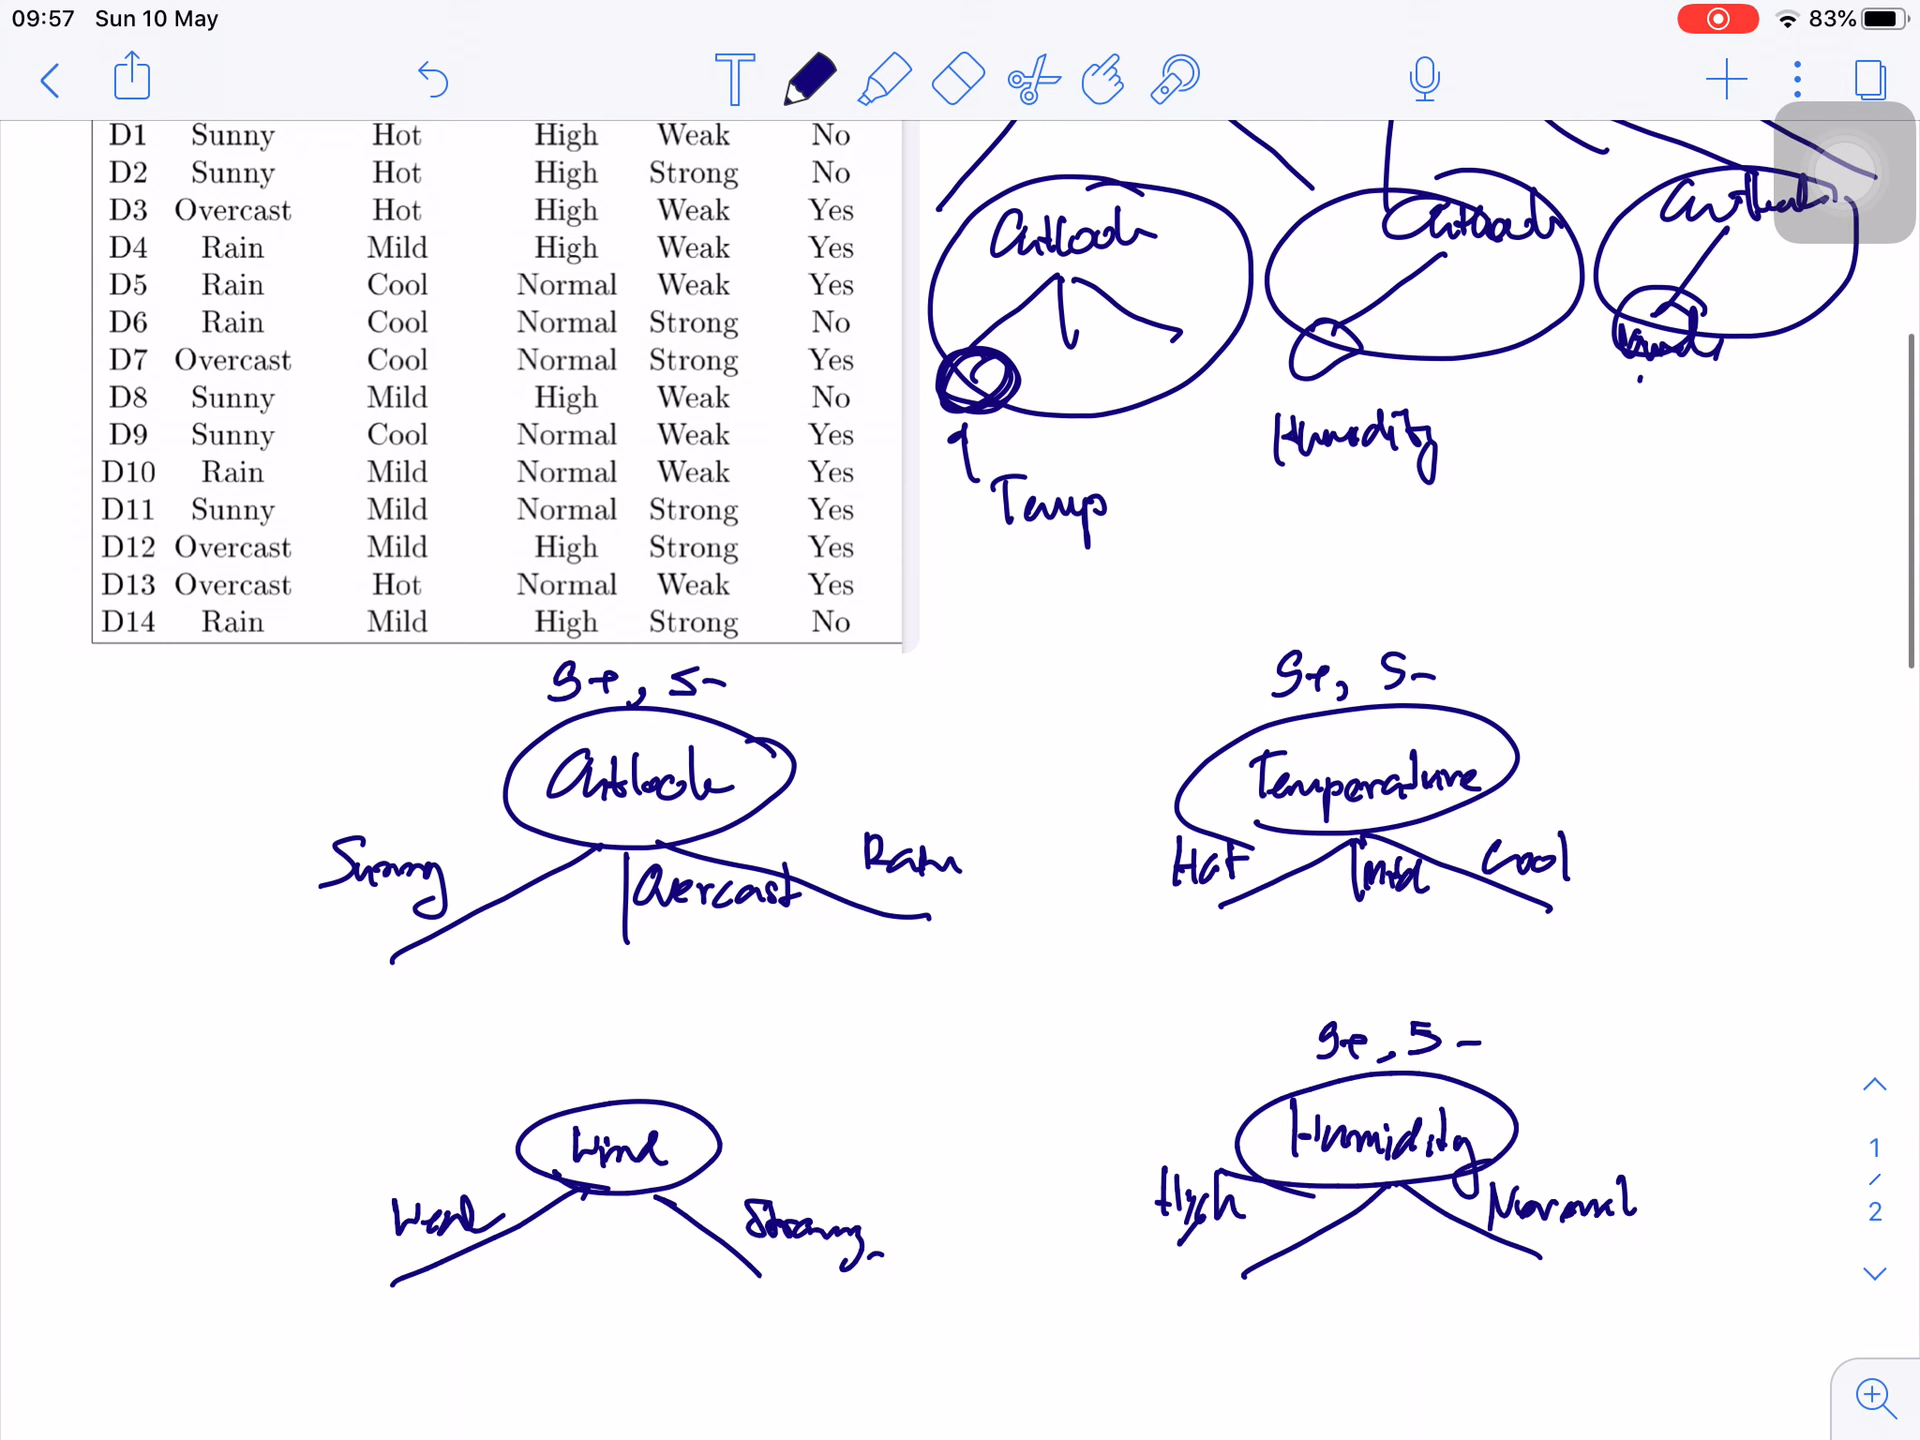 09:57 Sun 10 May 83%
D1 Sunny Hot High Weak No
D2 Sunny Hot High Strong No
D3 Overcast Hot High Weak Yes
D4 Rain Mild High Weak Yes
D5 Rain Cool Normal Weak Yes
D6 Rain Cool Normal Strong No
D7 Overcast Cool Normal Strong Yes
D8 Sunny Mild High Weak No
D9 Sunny Cool Normal Weak Yes
D10 Rain Mild Normal Weak Yes
D11 Sunny Mild Normal Strong Yes
D12 Overcast Mild High Strong Yes
D13 Overcast Hot Normal Weak Yes
D14 Rain Mild High Strong No
Outlook Outlook Outlook
Humidity
Temp
9+, 5-
9+, 5-
Outlook
Temperature
Sunny Overcast Rain
Hot Mild Cool
9+, 5-
Wind
Humidity
Weak Strong
High Normal
1
/
2